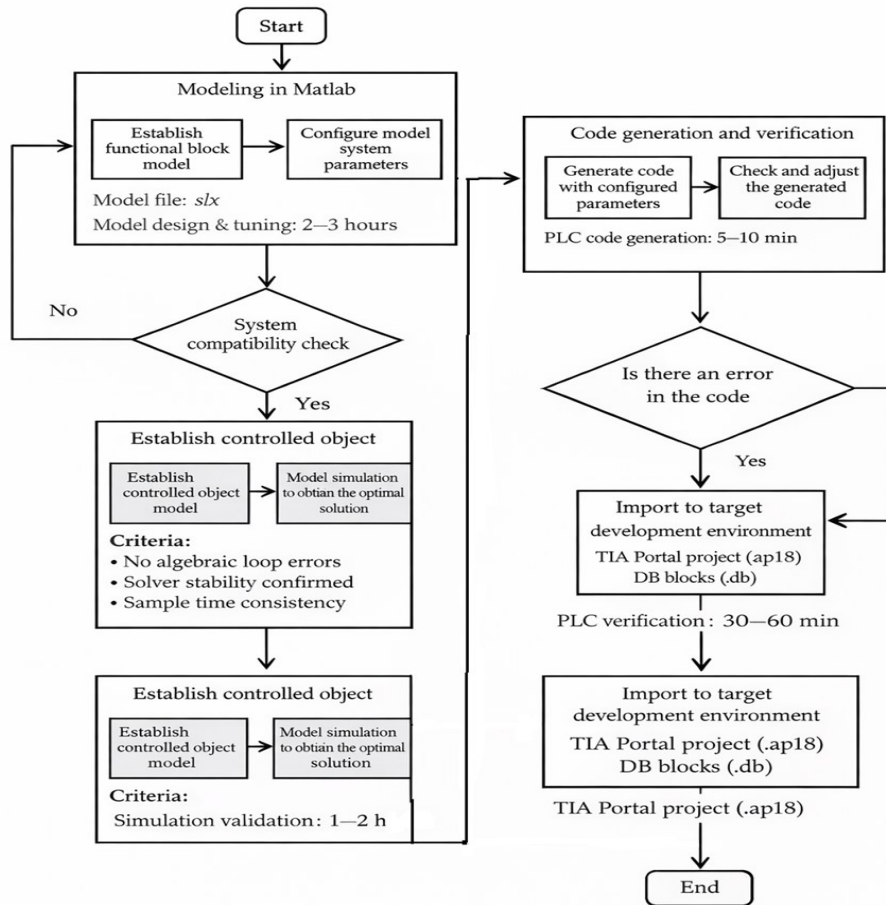 Start
Modeling in Matlab
Establish
functional block
model
Configure model
system
parameters
Model file: slx
Model design & tuning: 2—3 hours
No
System
compatibility check
Yes
Establish controlled object
Establish
controlled object
model
Model simulation
to obtian the optimal
solution
Criteria:
• No algebraic loop errors
• Solver stability confirmed
• Sample time consistency
Establish controlled object
Establish
controlled object
model
Model simulation
to obtian the optimal
solution
Criteria:
Simulation validation: 1—2 h
Code generation and verification
Generate code
with configured
parameters
Check and adjust
the generated
code
PLC code generation: 5—10 min
Is there an error
in the code
Yes
Import to target
development environment
TIA Portal project (.ap18)
DB blocks (.db)
PLC verification: 30—60 min
Import to target
development environment
TIA Portal project (.ap18)
DB blocks (.db)
TIA Portal project (.ap18)
End